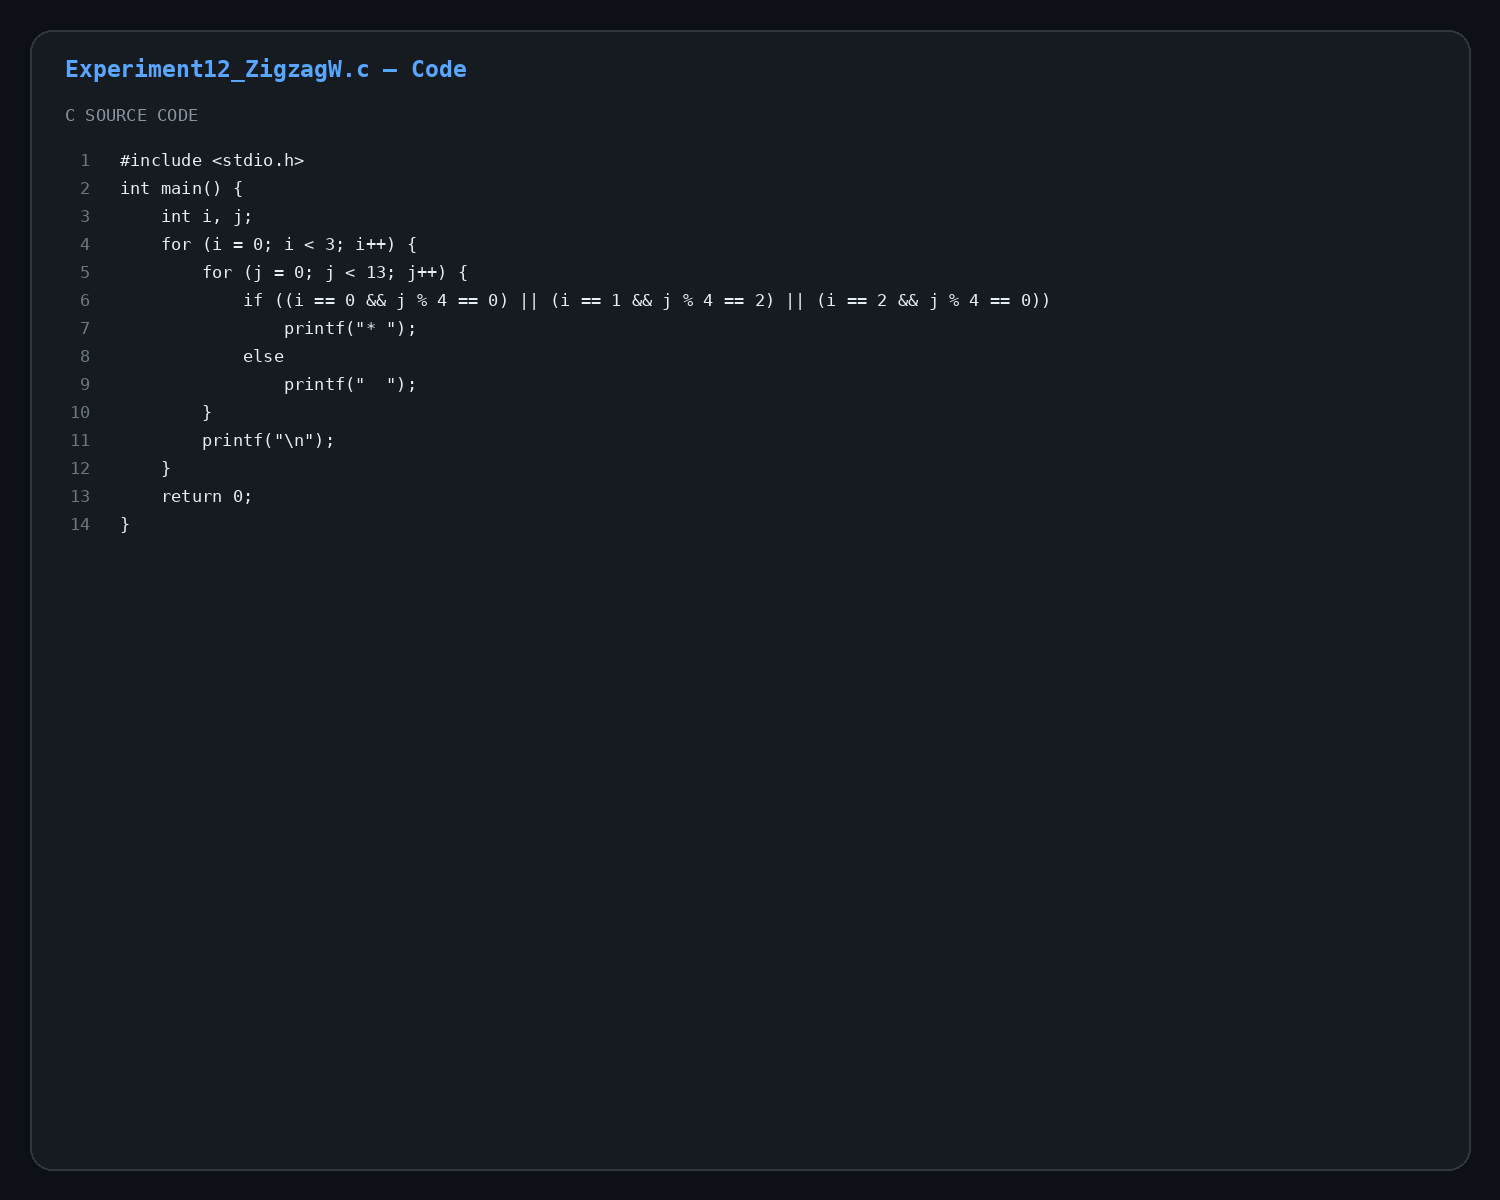 Experiment12_ZigzagW.c — Code
C SOURCE CODE
1 #include <stdio.h>
2 int main() {
3     int i, j;
4     for (i = 0; i < 3; i++) {
5         for (j = 0; j < 13; j++) {
6             if ((i == 0 && j % 4 == 0) || (i == 1 && j % 4 == 2) || (i == 2 && j % 4 == 0))
7                 printf("* ");
8             else
9                 printf("  ");
10         }
11         printf("\n");
12     }
13     return 0;
14 }